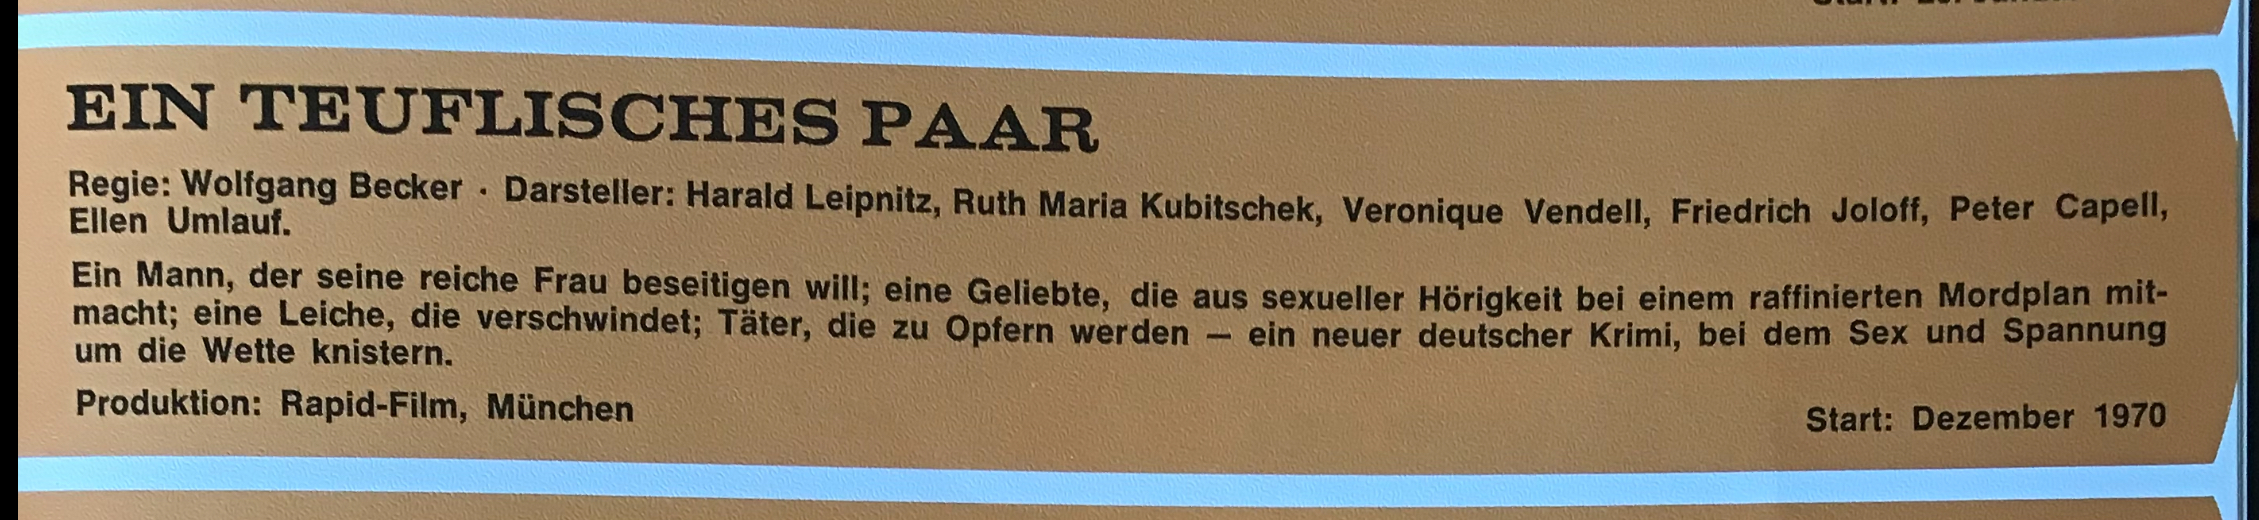 EIN TEUFLISCHES PAAR
Regie: Wolfgang Becker · Darsteller: Harald Leipnitz, Ruth Maria Kubitschek, Veronique Vendell, Friedrich Joloff, Peter Capell,
Ellen Umlauf.
Ein Mann, der seine reiche Frau beseitigen will; eine Geliebte, die aus sexueller Hörigkeit bei einem raffinierten Mordplan mit-
macht; eine Leiche, die verschwindet; Täter, die zu Opfern werden — ein neuer deutscher Krimi, bei dem Sex und Spannung
um die Wette knistern.
Produktion: Rapid-Film, München
Start: Dezember 1970